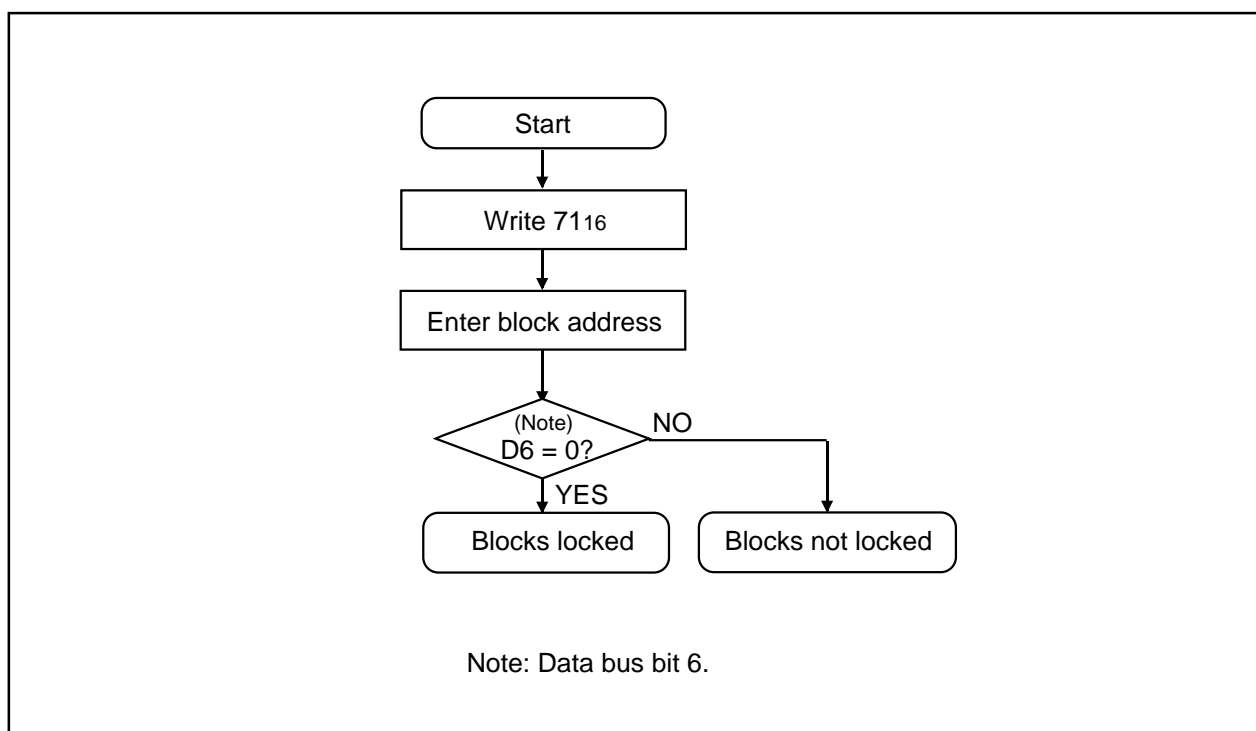 Start
Write 7116
Enter block address
(Note)
D6 = 0?
NO
YES
Blocks locked
Blocks not locked
Note: Data bus bit 6.